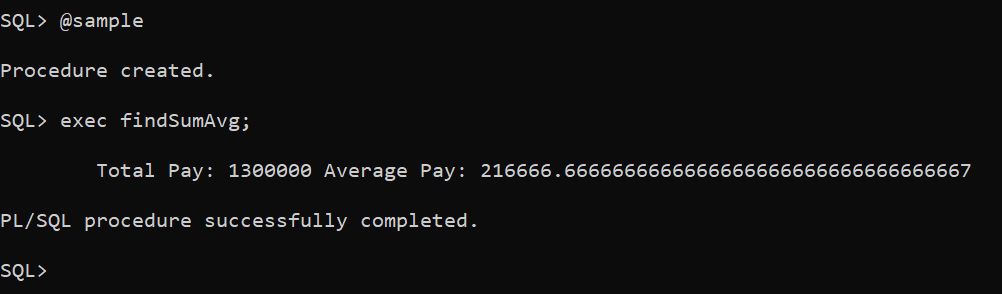 SQL> @sample
Procedure created.
SQL> exec findSumAvg;
Total Pay: 1300000 Average Pay: 216666.6666666666666666666666666666666667
PL/SQL procedure successfully completed.
SQL>